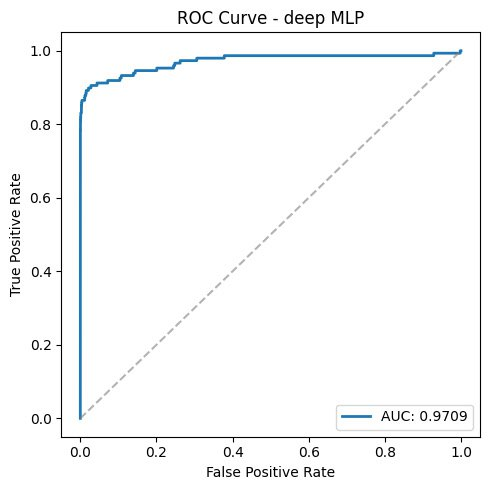 ROC Curve - deep MLP
True Positive Rate
1.0
0.8
0.6
0.4
0.2
0.0
AUC: 0.9709
0.0 0.2 0.4 0.6 0.8 1.0
False Positive Rate